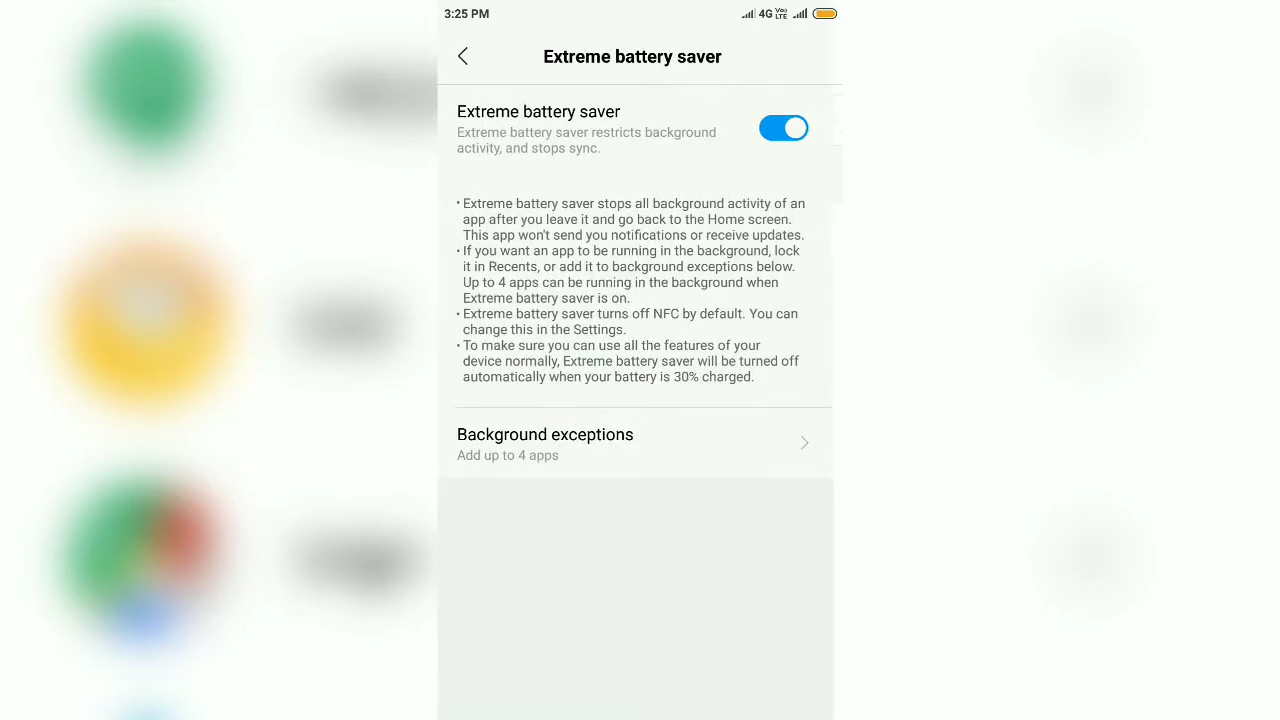 3:25 PM 4G Vo) LTE
Extreme battery saver
Extreme battery saver
Extreme battery saver restricts background
activity, and stops sync.
• Extreme battery saver stops all background activity of an
app after you leave it and go back to the Home screen.
This app won't send you notifications or receive updates.
• If you want an app to be running in the background, lock
it in Recents, or add it to background exceptions below.
Up to 4 apps can be running in the background when
Extreme battery saver is on.
• Extreme battery saver turns off NFC by default. You can
change this in the Settings.
• To make sure you can use all the features of your
device normally, Extreme battery saver will be turned off
automatically when your battery is 30% charged.
Background exceptions
Add up to 4 apps